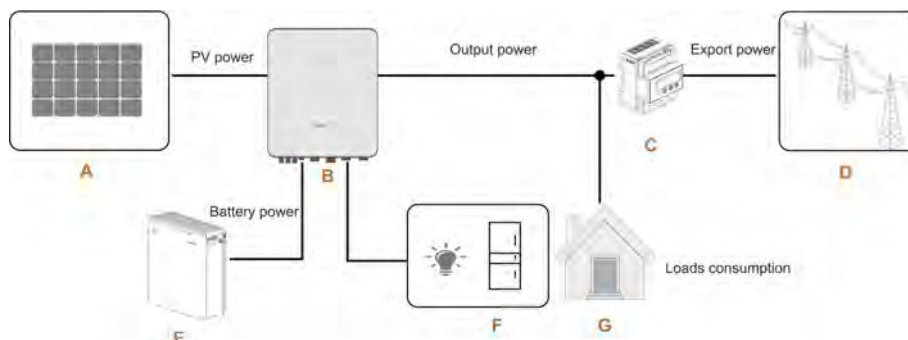 PV power
Output power
Export power
A
B
C
D
Battery power
Loads consumption
F
G